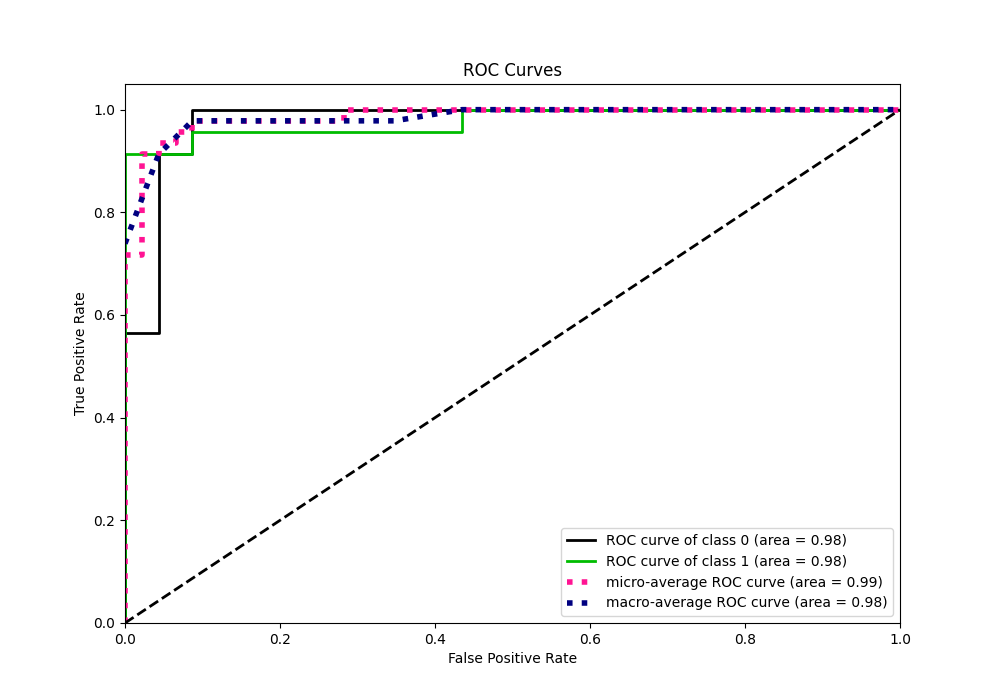 ROC Curves
True Positive Rate
1.0
0.8
0.6
0.4
0.2
0.0
0.0 0.2 0.4 0.6 0.8 1.0
False Positive Rate
ROC curve of class 0 (area = 0.98)
ROC curve of class 1 (area = 0.98)
micro-average ROC curve (area = 0.99)
macro-average ROC curve (area = 0.98)